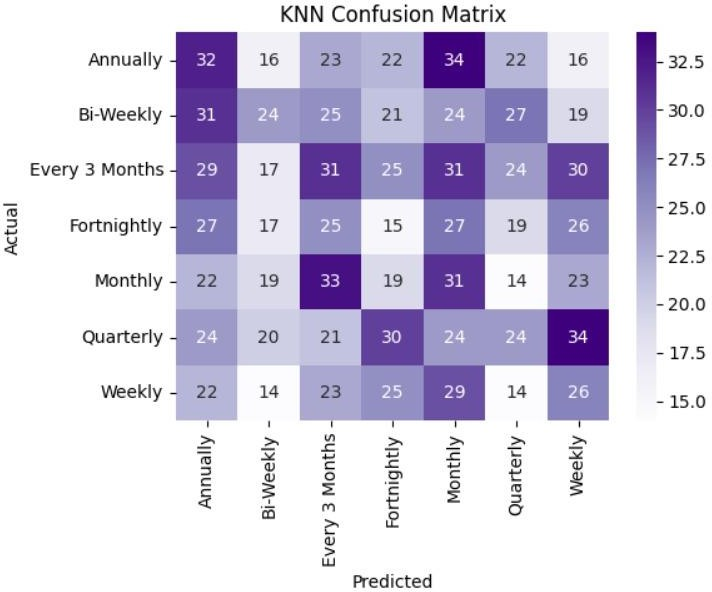 KNN Confusion Matrix
Annually 32 16 23 22 34 22 16
Bi-Weekly 31 24 25 21 24 27 19
Every 3 Months 29 17 31 25 31 24 30
Fortnightly 27 17 25 15 27 19 26
Monthly 22 19 33 19 31 14 23
Quarterly 24 20 21 30 24 24 34
Weekly 22 14 23 25 29 14 26
Actual
Annually Bi-Weekly Every 3 Months Fortnightly Monthly Quarterly Weekly
Predicted
32.5
30.0
27.5
25.0
22.5
20.0
17.5
15.0